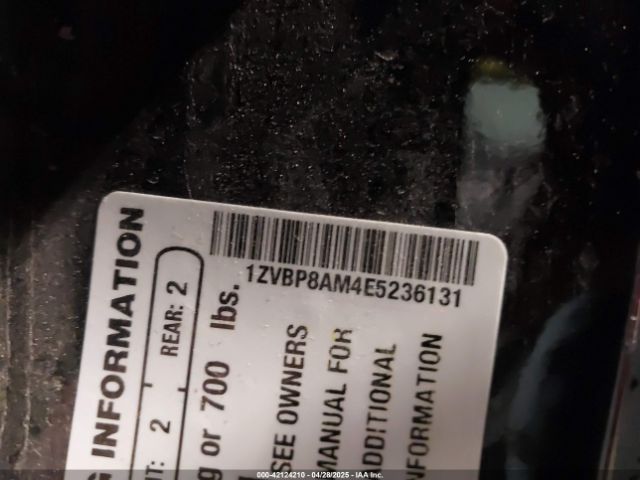 1ZVBP8AM4E5236131
G INFORMATION
T: 2 REAR: 2
g or 700 lbs.
SEE OWNERS
MANUAL FOR
DDITIONAL
NFORMATION
000-42124210 - 04/28/2025 - IAA Inc.